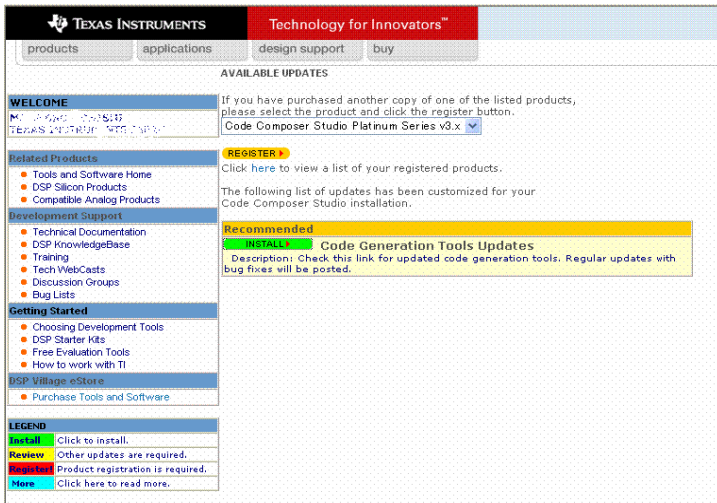 TEXAS INSTRUMENTS
Technology for Innovators™
products
applications
design support
buy
AVAILABLE UPDATES
WELCOME
Related Products
Tools and Software Home
DSP Silicon Products
Compatible Analog Products
Development Support
Technical Documentation
DSP KnowledgeBase
Training
Tech WebCasts
Discussion Groups
Bug Lists
Getting Started
Choosing Development Tools
DSP Starter Kits
Free Evaluation Tools
How to work with TI
DSP Village eStore
Purchase Tools and Software
LEGEND
Install Click to install.
Review Other updates are required.
Register! Product registration is required.
More Click here to read more.
If you have purchased another copy of one of the listed products,
please select the product and click the register button.
Code Composer Studio Platinum Series v3.x
REGISTER
Click here to view a list of your registered products.
The following list of updates has been customized for your
Code Composer Studio installation.
Recommended
INSTALL Code Generation Tools Updates
Description: Check this link for updated code generation tools. Regular updates with
bug fixes will be posted.